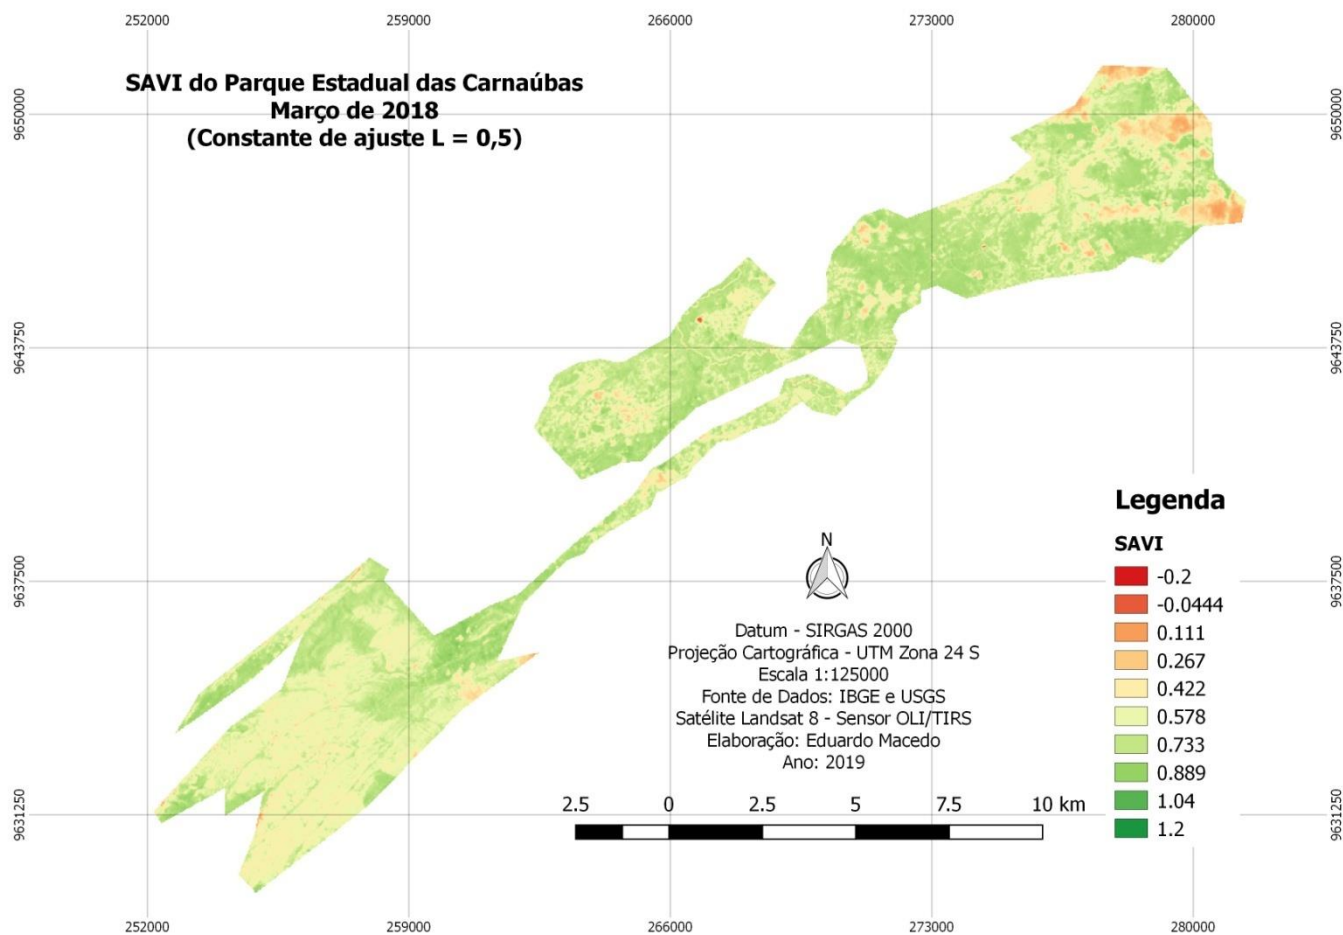 252000
259000
266000
273000
280000
SAVI do Parque Estadual das Carnaúbas
Março de 2018
(Constante de ajuste L = 0,5)
9650000
9650000
9643750
9643750
9637500
9637500
9631250
9631250
Legenda
SAVI
-0.2
-0.0444
0.111
0.267
0.422
0.578
0.733
0.889
1.04
1.2
N
Datum - SIRGAS 2000
Projeção Cartográfica - UTM Zona 24 S
Escala 1:125000
Fonte de Dados: IBGE e USGS
Satélite Landsat 8 - Sensor OLI/TIRS
Elaboração: Eduardo Macedo
Ano: 2019
2.5 0 2.5 5 7.5 10 km
252000
259000
266000
273000
280000